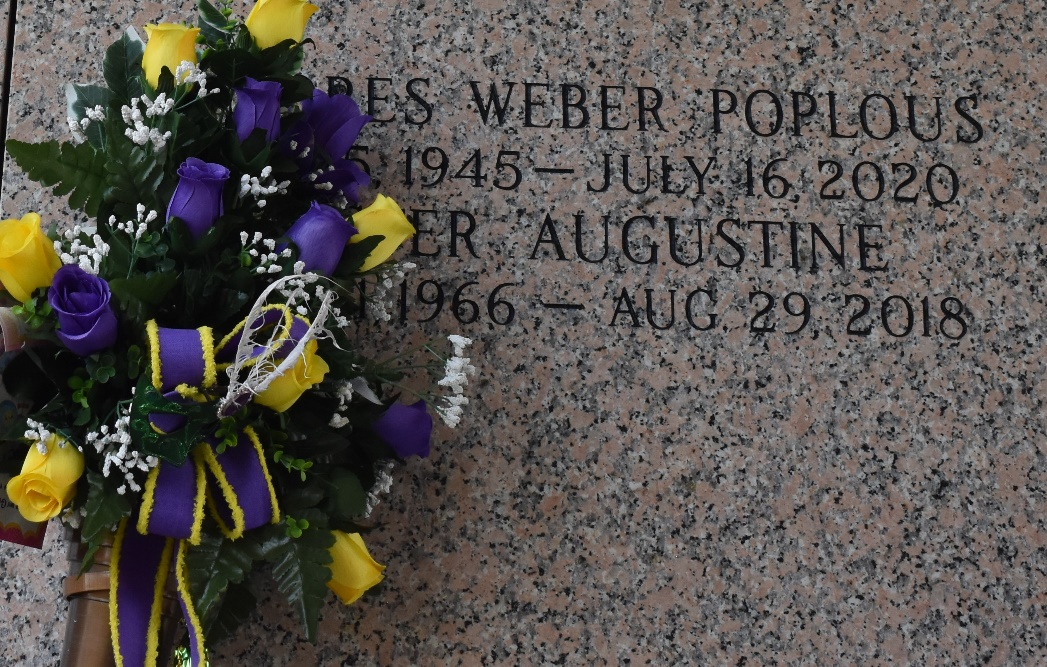 WEBER POPLOUS
1945 — JULY 16, 2020
AUGUSTINE
1966 — AUG 29, 2018